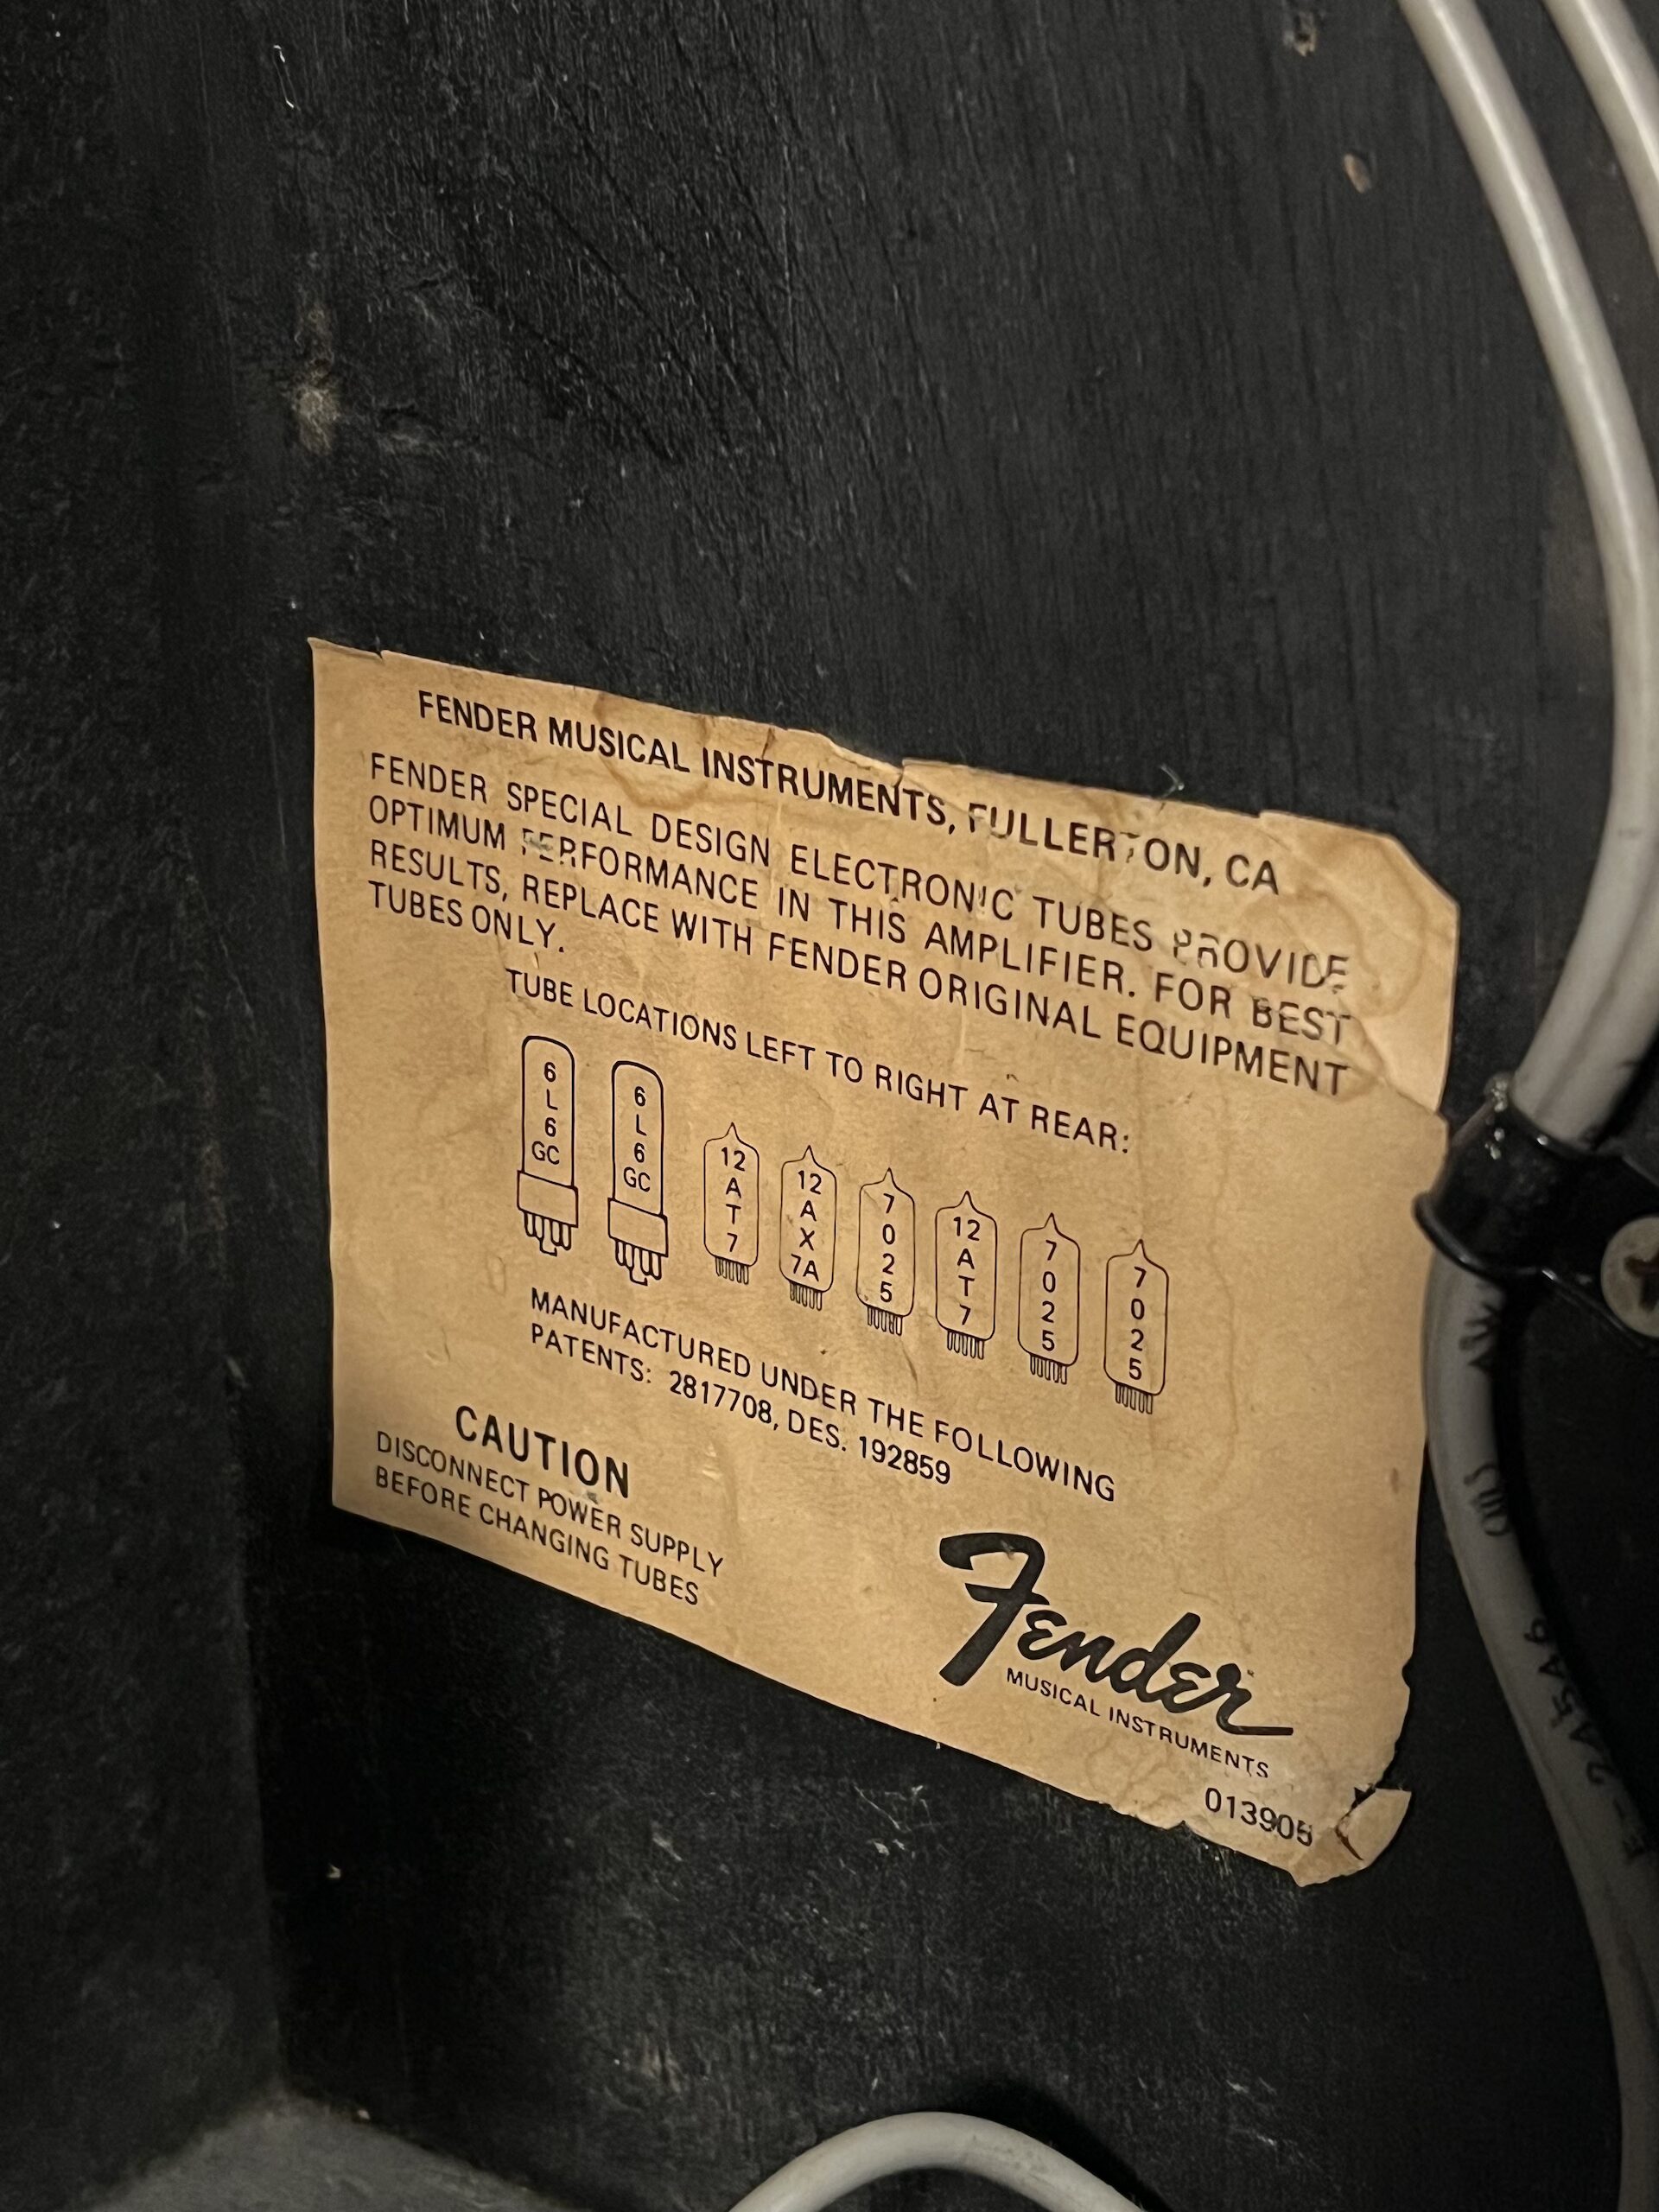 FENDER MUSICAL INSTRUMENTS, FULLERTON, CA
FENDER SPECIAL DESIGN ELECTRONIC TUBES PROVIDE
OPTIMUM PERFORMANCE IN THIS AMPLIFIER. FOR BEST
RESULTS, REPLACE WITH FENDER ORIGINAL EQUIPMENT
TUBES ONLY.
TUBE LOCATIONS LEFT TO RIGHT AT REAR:
6L6GC 6L6GC 12AT7 12AX7A 7025 12AT7 7025 7025
MANUFACTURED UNDER THE FOLLOWING
PATENTS: 2817708, DES. 192859
CAUTION
DISCONNECT POWER SUPPLY
BEFORE CHANGING TUBES
Fender
MUSICAL INSTRUMENTS
013905